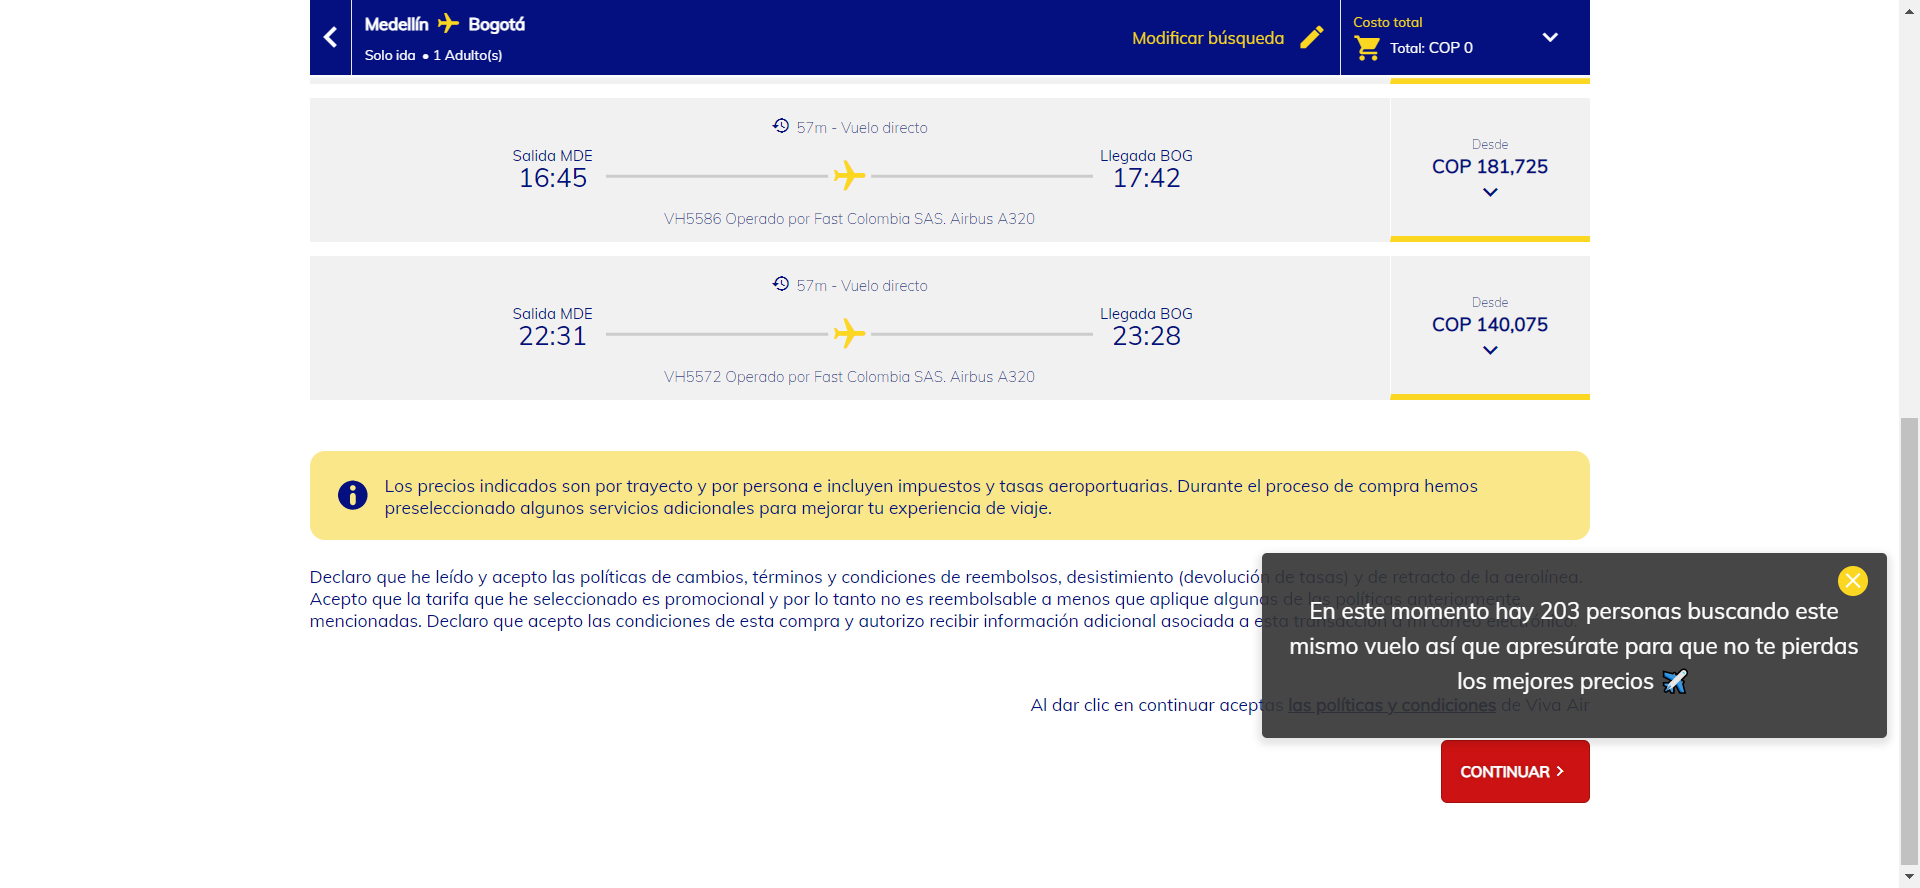 Medellín Bogotá
Solo ida • 1 Adulto(s)
Modificar búsqueda
Costo total
Total: COP 0
57m - Vuelo directo
Salida MDE
16:45
Llegada BOG
17:42
VH5586 Operado por Fast Colombia SAS. Airbus A320
Desde
COP 181,725
57m - Vuelo directo
Salida MDE
22:31
Llegada BOG
23:28
VH5572 Operado por Fast Colombia SAS. Airbus A320
Desde
COP 140,075
Los precios indicados son por trayecto y por persona e incluyen impuestos y tasas aeroportuarias. Durante el proceso de compra hemos
preseleccionado algunos servicios adicionales para mejorar tu experiencia de viaje.
Declaro que he leído y acepto las políticas de cambios, términos y condiciones de reembolsos, desistimiento (devolución de tasas) y de retracto de la aerolínea.
Acepto que la tarifa que he seleccionado es promocional y por lo tanto no es reembolsable a menos que aplique algunas de las políticas anteriormente
mencionadas. Declaro que acepto las condiciones de esta compra y autorizo recibir información adicional asociada a esta transacción a mi correo electrónico.
En este momento hay 203 personas buscando este
mismo vuelo así que apresúrate para que no te pierdas
los mejores precios
Al dar clic en continuar aceptas las políticas y condiciones de Viva Air
CONTINUAR